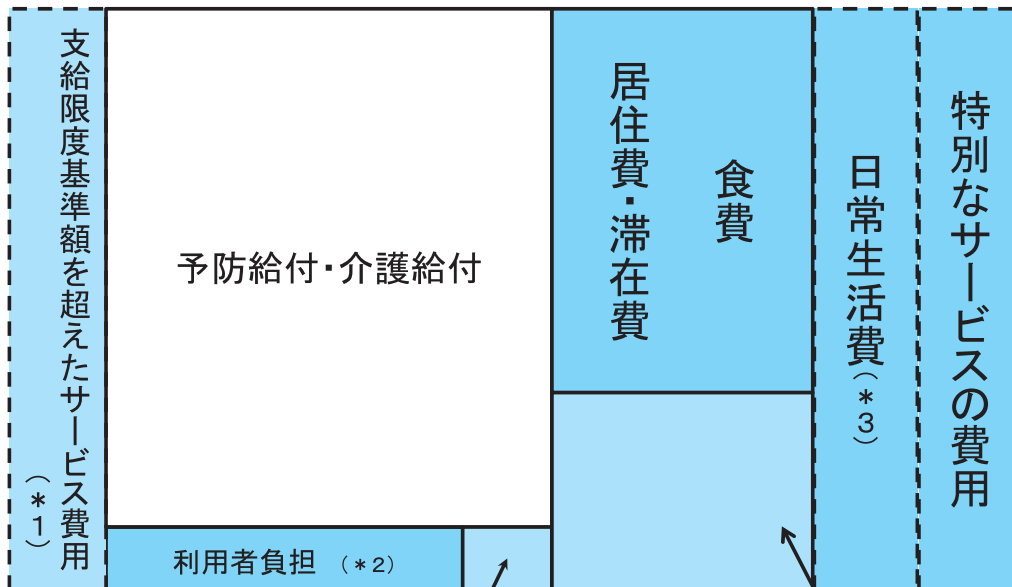 支給限度基準額を超えたサービス費用
（＊1）
予防給付・介護給付
利用者負担 （＊2）
居住費・滞在費
食費
日常生活費（＊3）
特別なサービスの費用